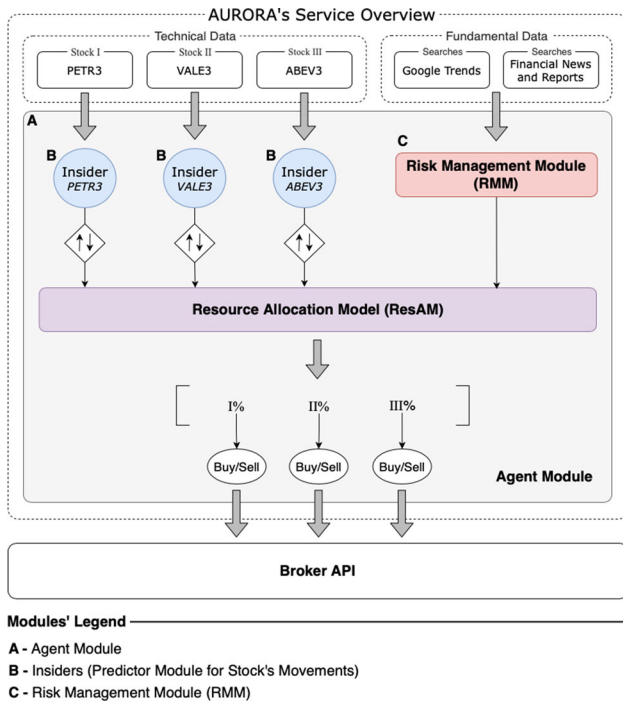 AURORA's Service Overview
Technical Data
Fundamental Data
Stock I
Stock II
Stock III
Searches
Searches
PETR3
VALE3
ABEV3
Google Trends
Financial News
and Reports
A
B
B
B
C
Insider
PETR3
Insider
VALE3
Insider
ABEV3
Risk Management Module
(RMM)
Resource Allocation Model (ResAM)
I%
II%
III%
Buy/Sell
Buy/Sell
Buy/Sell
Agent Module
Broker API
Modules' Legend
A - Agent Module
B - Insiders (Predictor Module for Stock's Movements)
C - Risk Management Module (RMM)